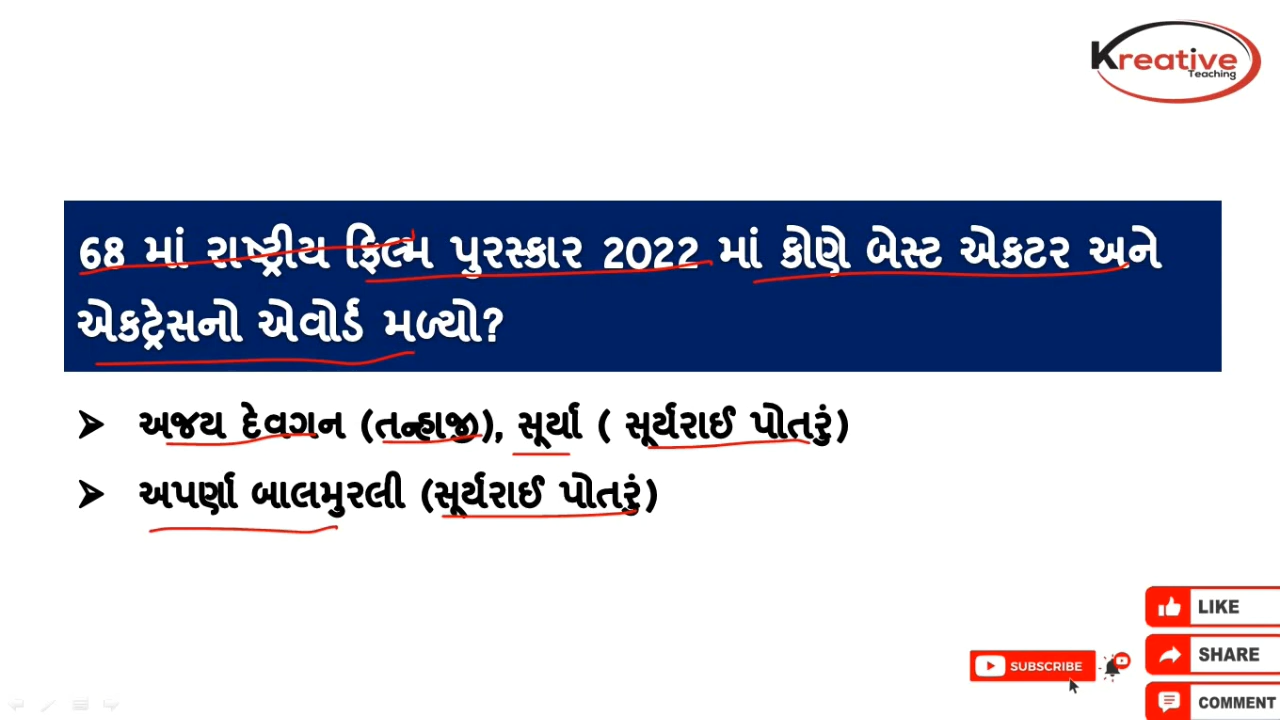 Kreative
Teaching
68 માં રાષ્ટ્રીય ફિલ્મ પુરસ્કાર 2022 માં કોણે બેસ્ટ એકટર અને
એકટ્રેસનો એવોર્ડ મળ્યો?
➤ અજય દેવગન (તન્હાજી), સૂર્યા ( સૂર્યરાઈ પોતરું)
➤ અપર્ણા બાલમુરલી (સૂર્યરાઈ પોતરું)
LIKE
SUBSCRIBE
SHARE
COMMENT